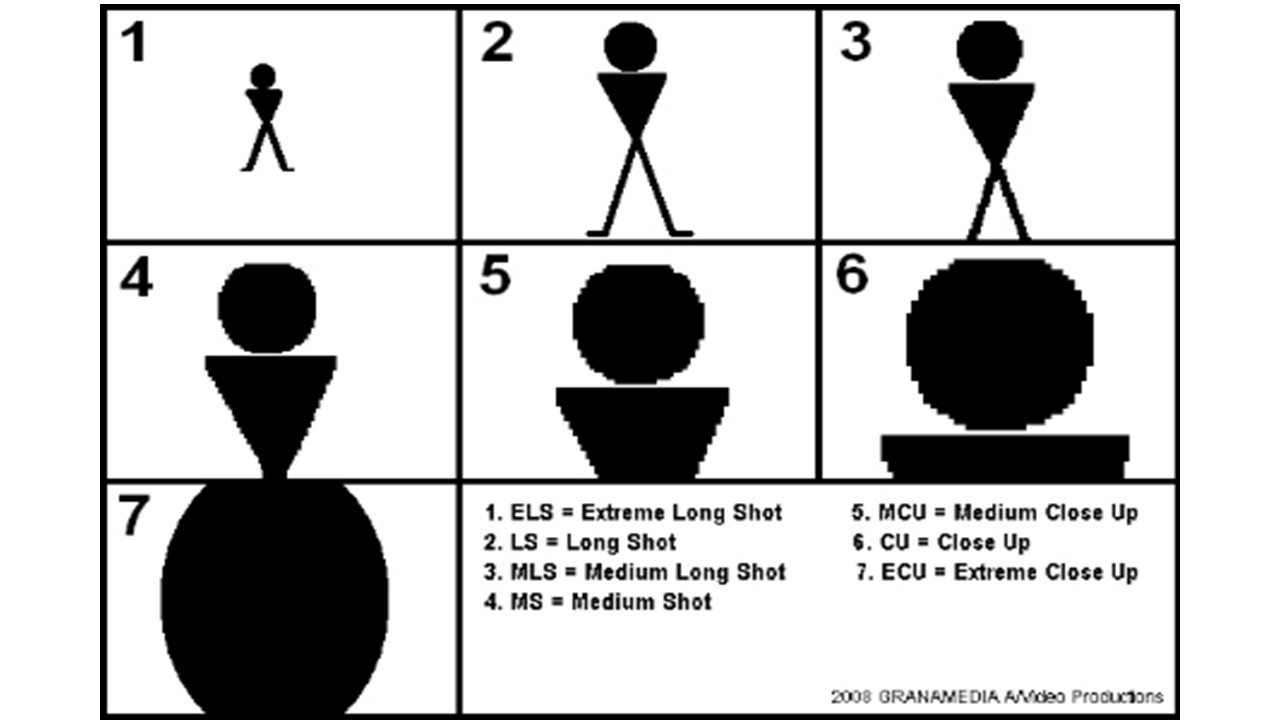 1
2
3
4
5
6
7
1. ELS = Extreme Long Shot
2. LS = Long Shot
3. MLS = Medium Long Shot
4. MS = Medium Shot
5. MCU = Medium Close Up
6. CU = Close Up
7. ECU = Extreme Close Up
2008 GRANAMEDIA A/Video Productions